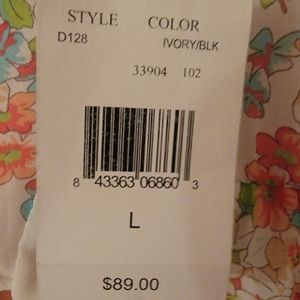 STYLE COLOR
D128 IVORY/BLK
33904 102
8 43363 06860 3
L
$89.00